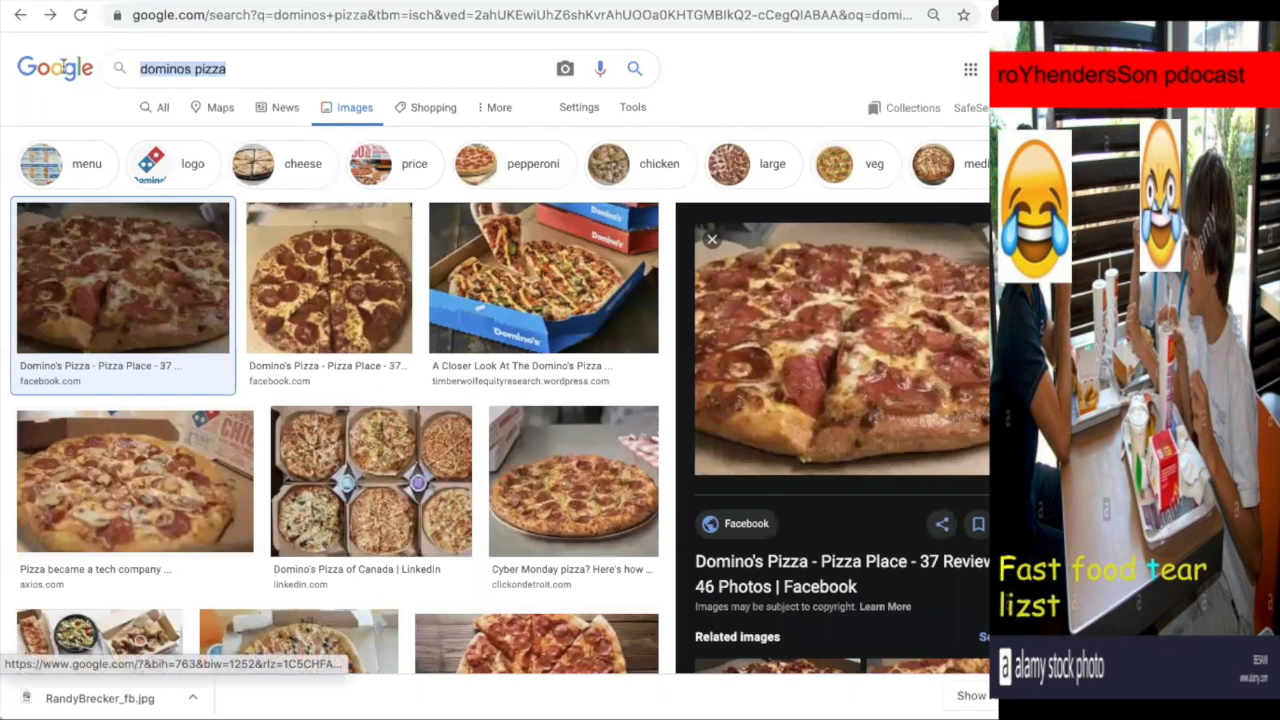 google.com/search?q=dominos+pizza&tbm=isch&ved=2ahUKEwiUhZ6shKvrAhUOOa0KHTGMBIkQ2-cCegQIABAA&oq=domi...
Google
dominos pizza
All
Maps
News
Images
Shopping
More
Settings
Tools
Collections
SafeSea
menu
logo
cheese
price
pepperoni
chicken
large
veg
medi
Domino's Pizza - Pizza Place - 37 ...
facebook.com
Domino's Pizza - Pizza Place - 37...
facebook.com
A Closer Look At The Domino's Pizza ...
timberwolfequityresearch.wordpress.com
Pizza became a tech company ...
axios.com
Domino's Pizza of Canada | LinkedIn
linkedin.com
Cyber Monday pizza? Here's how ...
clickondetroit.com
Facebook
Domino's Pizza - Pizza Place - 37 Review
46 Photos | Facebook
Images may be subject to copyright. Learn More
Related images
Se
https://www.google.com/?&bih=763&biw=1252&rlz=1C5CHFA...
RandyBrecker_fb.jpg
Show
roYhendersSon pdocast
Fast food tear
lizst
a alamy stock photo
www.alamy.com